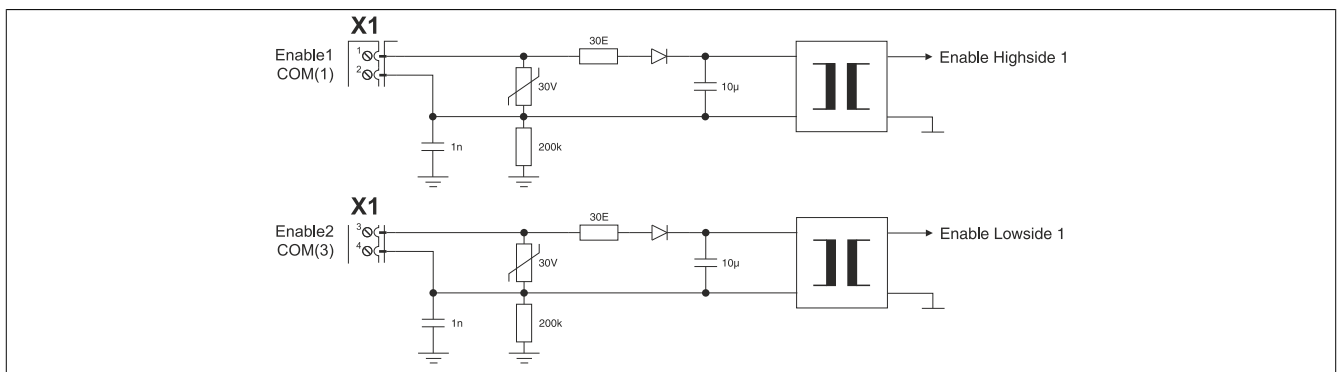 X1
30E
Enable1
1
Enable Highside 1
COM(1)
2
30V
10µ
1n
200k
X1
30E
Enable2
3
Enable Lowside 1
COM(3)
4
30V
10µ
1n
200k